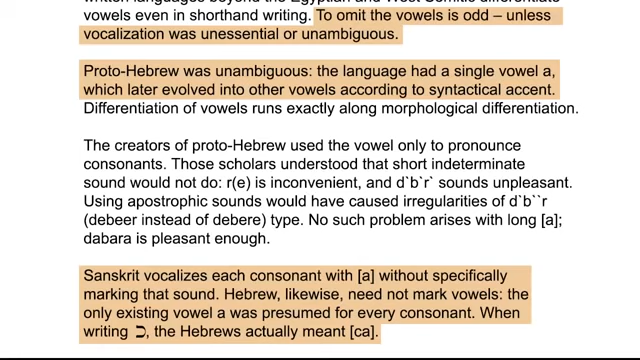 written languages beyond the Egyptian and West Semitic differentiate
vowels even in shorthand writing. To omit the vowels is odd – unless
vocalization was unessential or unambiguous.
Proto-Hebrew was unambiguous: the language had a single vowel a,
which later evolved into other vowels according to syntactical accent.
Differentiation of vowels runs exactly along morphological differentiation.
The creators of proto-Hebrew used the vowel only to pronounce
consonants. Those scholars understood that short indeterminate
sound would not do: r(e) is inconvenient, and d`b`r` sounds unpleasant.
Using apostrophic sounds would have caused irregularities of d`b``r
(debeer instead of debere) type. No such problem arises with long [a];
dabara is pleasant enough.
Sanskrit vocalizes each consonant with [a] without specifically
marking that sound. Hebrew, likewise, need not mark vowels: the
only existing vowel a was presumed for every consonant. When
writing כ, the Hebrews actually meant [ca].